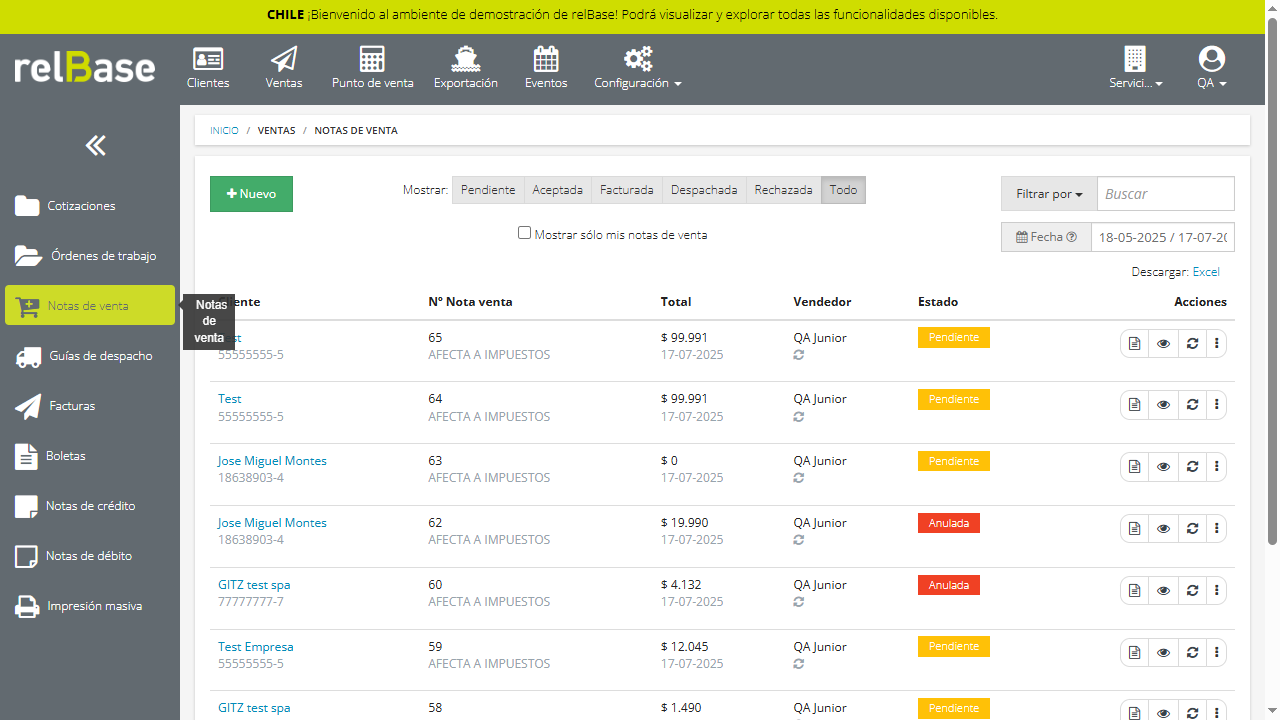 CHILE ¡Bienvenido al ambiente de demostración de relBase! Podrá visualizar y explorar todas las funcionalidades disponibles.
relBase
Clientes
Ventas
Punto de venta
Exportación
Eventos
Configuración
Servici...
QA
INICIO / VENTAS / NOTAS DE VENTA
Cotizaciones
Órdenes de trabajo
Notas de venta
Guías de despacho
Facturas
Boletas
Notas de crédito
Notas de débito
Impresión masiva
Notas
de
venta
Nuevo
Mostrar: Pendiente Aceptada Facturada Despachada Rechazada Todo
Mostrar sólo mis notas de venta
Filtrar por Buscar
Fecha 18-05-2025 / 17-07-20
Descargar: Excel
Nº Nota venta Total Vendedor Estado Acciones
65 $ 99.991 QA Junior Pendiente
55555555-5 AFECTA A IMPUESTOS 17-07-2025
Test 64 $ 99.991 QA Junior Pendiente
55555555-5 AFECTA A IMPUESTOS 17-07-2025
Jose Miguel Montes 63 $ 0 QA Junior Pendiente
18638903-4 AFECTA A IMPUESTOS 17-07-2025
Jose Miguel Montes 62 $ 19.990 QA Junior Anulada
18638903-4 AFECTA A IMPUESTOS 17-07-2025
GITZ test spa 60 $ 4.132 QA Junior Anulada
77777777-7 AFECTA A IMPUESTOS 17-07-2025
Test Empresa 59 $ 12.045 QA Junior Pendiente
55555555-5 AFECTA A IMPUESTOS 17-07-2025
GITZ test spa 58 $ 1.490 QA Junior Pendiente